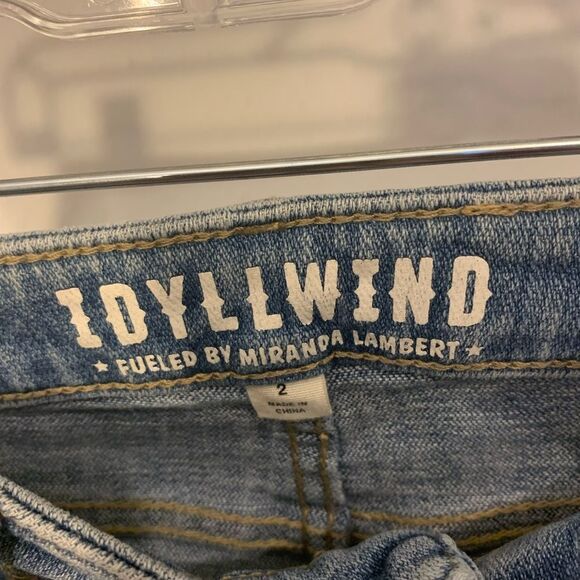 IDYLLWIND
★ FUELED BY MIRANDA LAMBERT ★
2
MADE IN
CHINA